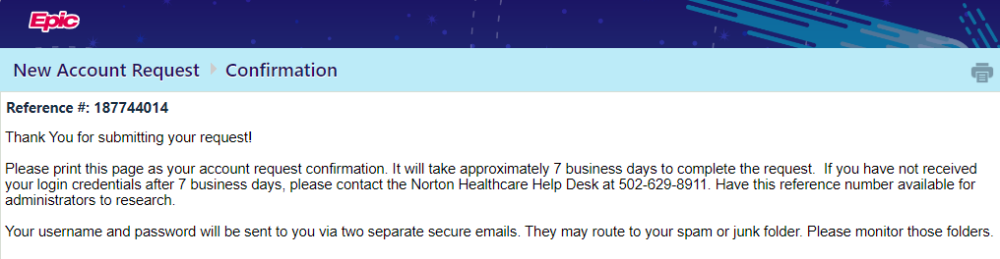 Epic
New Account Request Confirmation
Reference #: 187744014
Thank You for submitting your request!
Please print this page as your account request confirmation. It will take approximately 7 business days to complete the request.  If you have not received
your login credentials after 7 business days, please contact the Norton Healthcare Help Desk at 502-629-8911. Have this reference number available for
administrators to research.
Your username and password will be sent to you via two separate secure emails. They may route to your spam or junk folder. Please monitor those folders.